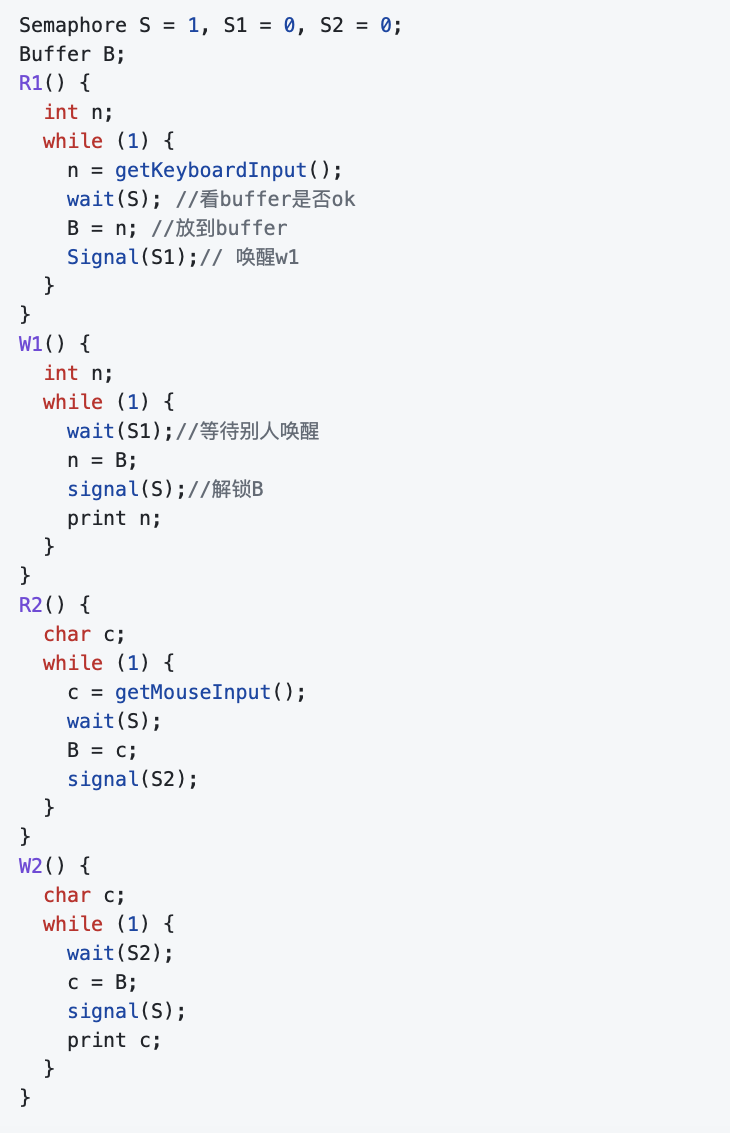 Semaphore S = 1, S1 = 0, S2 = 0;
Buffer B;
R1() {
  int n;
  while (1) {
    n = getKeyboardInput();
    wait(S); //看buffer是否ok
    B = n; //放到buffer
    Signal(S1);// 唤醒w1
  }
}
W1() {
  int n;
  while (1) {
    wait(S1);//等待别人唤醒
    n = B;
    signal(S);//解锁B
    print n;
  }
}
R2() {
  char c;
  while (1) {
    c = getMouseInput();
    wait(S);
    B = c;
    signal(S2);
  }
}
W2() {
  char c;
  while (1) {
    wait(S2);
    c = B;
    signal(S);
    print c;
  }
}